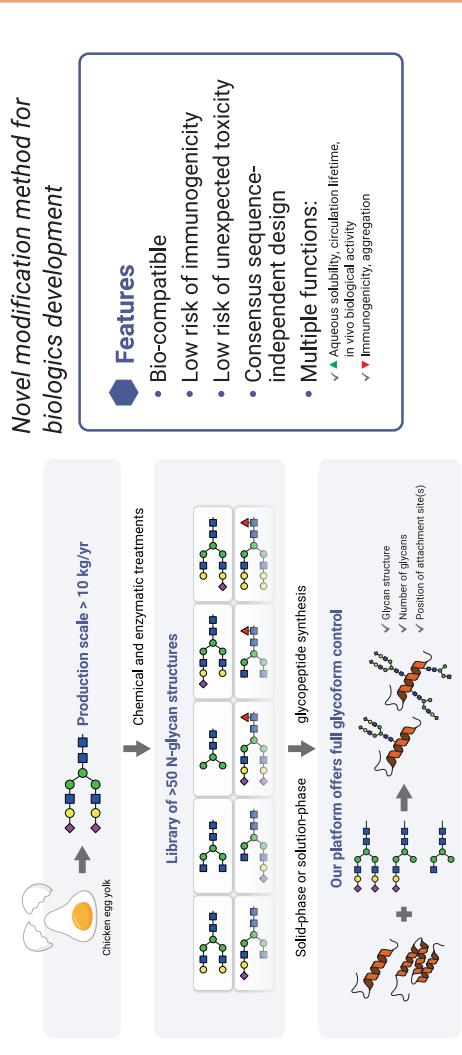 Novel modification method for
biologics development
Features
• Bio-compatible
• Low risk of immunogenicity
• Low risk of unexpected toxicity
• Consensus sequence-
independent design
• Multiple functions:
✓ ▲ Aqueous solubility, circulation lifetime,
in vivo biological activity
✓ ▼ Immunogenicity, aggregation
Chicken egg yolk
Production scale > 10 kg/yr
Chemical and enzymatic treatments
Library of >50 N-glycan structures
Solid-phase or solution-phase glycopeptide synthesis
Our platform offers full glycoform control
✓ Glycan structure
✓ Number of glycans
✓ Position of attachment site(s)